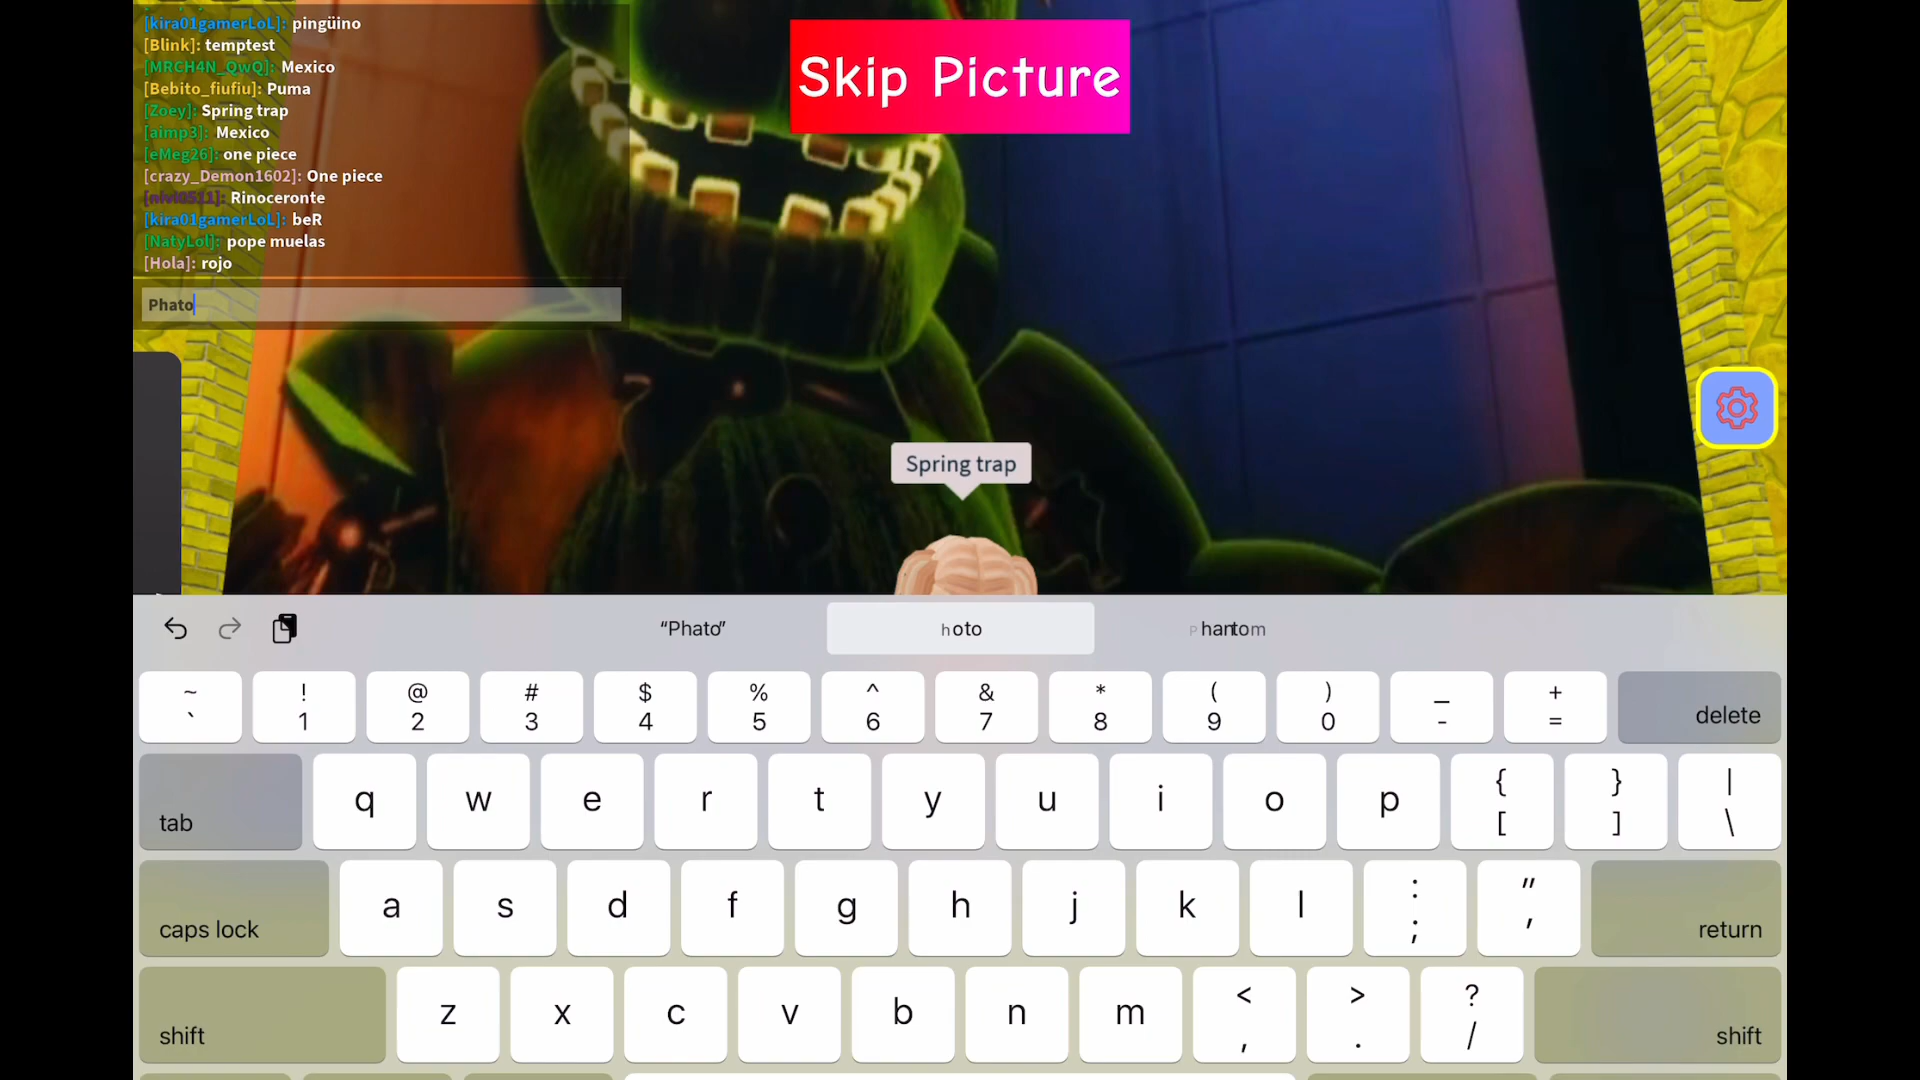 [kira01gamerLoL]: pingüino
[Blink]: temptest
[MRCH4N_QwQ]: Mexico
[Bebito_fiufiu]: Puma
[Zoey]: Spring trap
[aimp3]: Mexico
[eMeg26]: one piece
[crazy_Demon1602]: One piece
[nivi0511]: Rinoceronte
[kira01gamerLoL]: beR
[NatyLol]: pope muelas
[Hola]: rojo
Phato
Skip Picture
Spring trap
“Phato” hoto Phantom
~ ! @ # $ % ^ & * ( ) _ +
` 1 2 3 4 5 6 7 8 9 0 - = delete
tab q w e r t y u i o p { } |
[ ] \
caps lock a s d f g h j k l : " return
; '
shift z x c v b n m < > ? shift
, . /